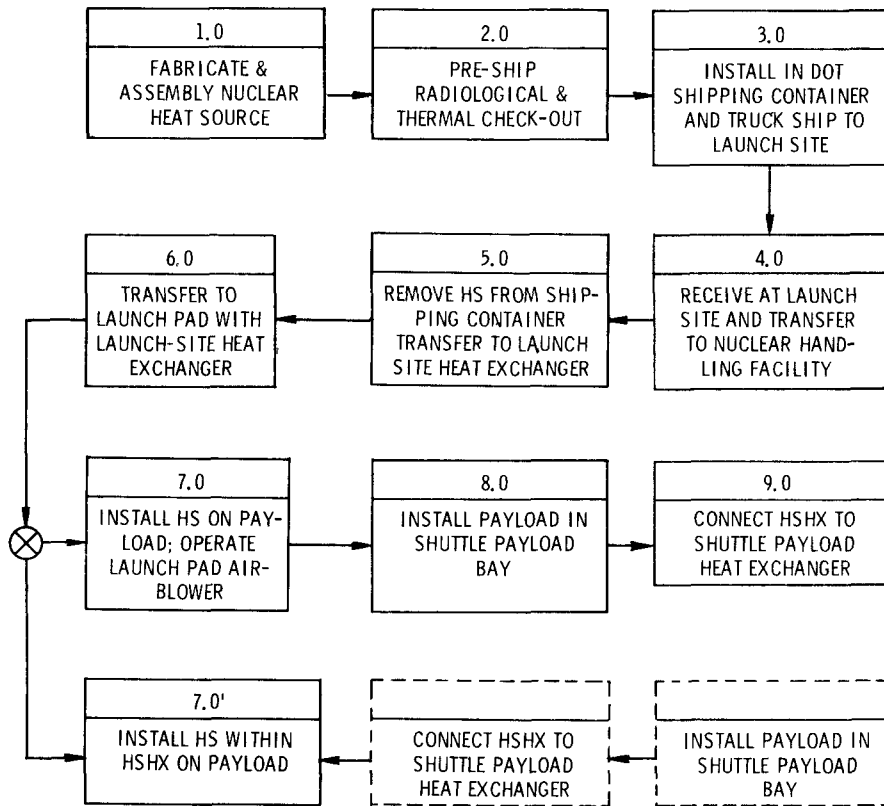 1.0
FABRICATE &
ASSEMBLY NUCLEAR
HEAT SOURCE
2.0
PRE-SHIP
RADIOLOGICAL &
THERMAL CHECK-OUT
3.0
INSTALL IN DOT
SHIPPING CONTAINER
AND TRUCK SHIP TO
LAUNCH SITE
6.0
TRANSFER TO
LAUNCH PAD WITH
LAUNCH-SITE HEAT
EXCHANGER
5.0
REMOVE HS FROM SHIP-
PING CONTAINER
TRANSFER TO LAUNCH
SITE HEAT EXCHANGER
4.0
RECEIVE AT LAUNCH
SITE AND TRANSFER
TO NUCLEAR HAND-
LING FACILITY
7.0
INSTALL HS ON PAY-
LOAD; OPERATE
LAUNCH PAD AIR-
BLOWER
8.0
INSTALL PAYLOAD IN
SHUTTLE PAYLOAD
BAY
9.0
CONNECT HSHX TO
SHUTTLE PAYLOAD
HEAT EXCHANGER
7.0'
INSTALL HS WITHIN
HSHX ON PAYLOAD
CONNECT HSHX TO
SHUTTLE PAYLOAD
HEAT EXCHANGER
INSTALL PAYLOAD IN
SHUTTLE PAYLOAD
BAY